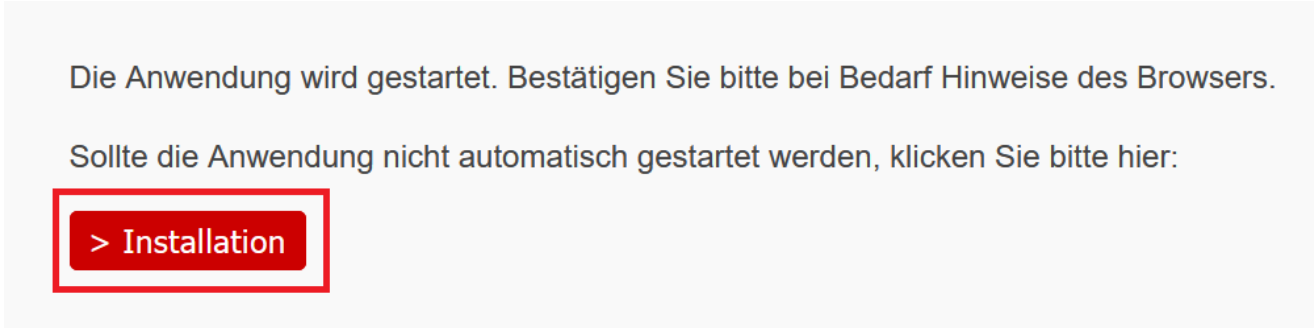 Die Anwendung wird gestartet. Bestätigen Sie bitte bei Bedarf Hinweise des Browsers.
Sollte die Anwendung nicht automatisch gestartet werden, klicken Sie bitte hier:
> Installation